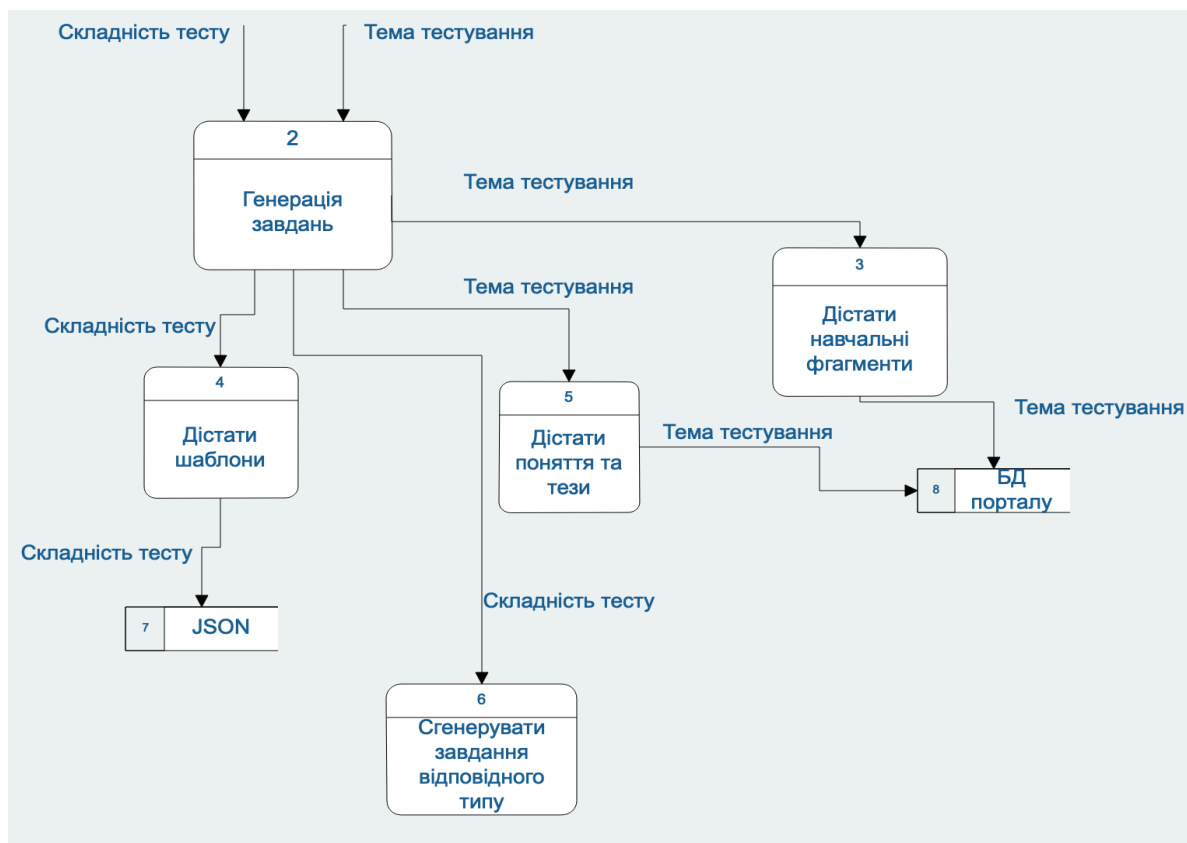 Складність тесту
Тема тестування
2
Генерація
завдань
Тема тестування
3
Дістати
навчальні
фгагменти
Тема тестування
Складність тесту
4
Дістати
шаблони
5
Дістати
поняття та
тези
Тема тестування
Тема тестування
8
БД
порталу
Складність тесту
7
JSON
Складність тесту
6
Сгенерувати
завдання
відповідного
типу